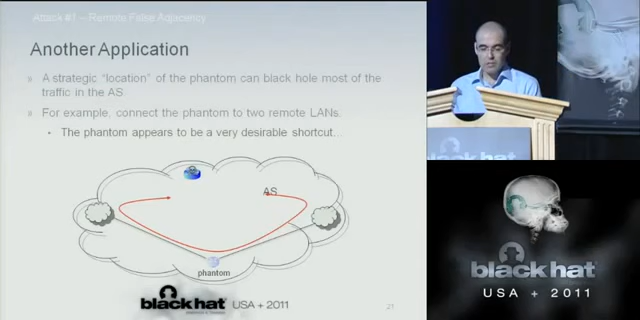 Attack #1 – Remote False Adjacency
Another Application
» A strategic “location” of the phantom can black hole most of the
traffic in the AS.
» For example, connect the phantom to two remote LANs.
• The phantom appears to be a very desirable shortcut...
AS
phantom
black hat USA + 2011
21
black hat
black hat
USA + 2011